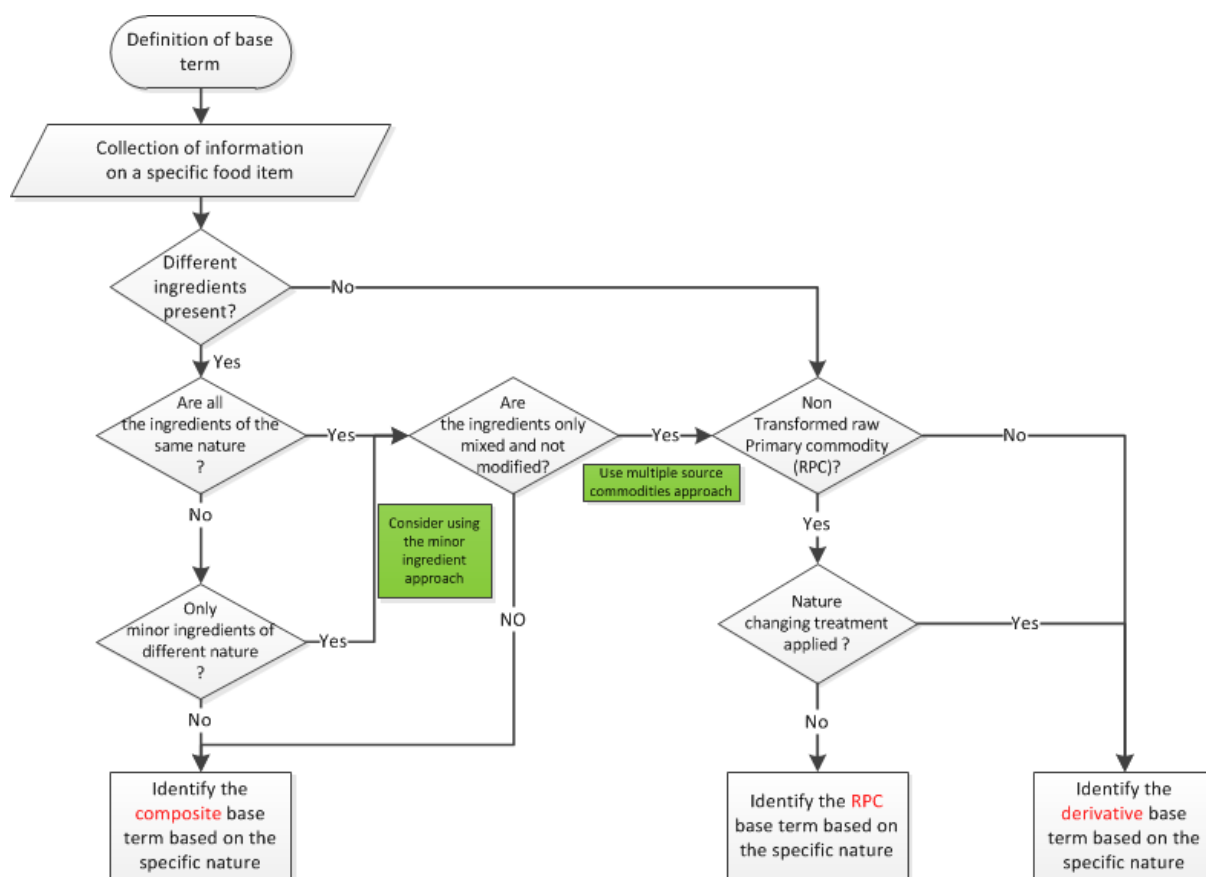 Definition of base
term
Collection of information
on a specific food item
Different
ingredients
present?
No
Yes
Are all
the ingredients of the
same nature
?
Yes
Are
the ingredients only
mixed and not
modified?
Yes
Use multiple source
commodities approach
Non
Transformed raw
Primary commodity
(RPC)?
No
No
Consider using
the minor
ingredient
approach
Yes
Only
minor ingredients of
different nature
?
Yes
NO
Nature
changing treatment
applied ?
Yes
No
No
Identify the
composite base
term based on the
specific nature
Identify the RPC
base term based on
the specific nature
Identify the
derivative base
term based on the
specific nature